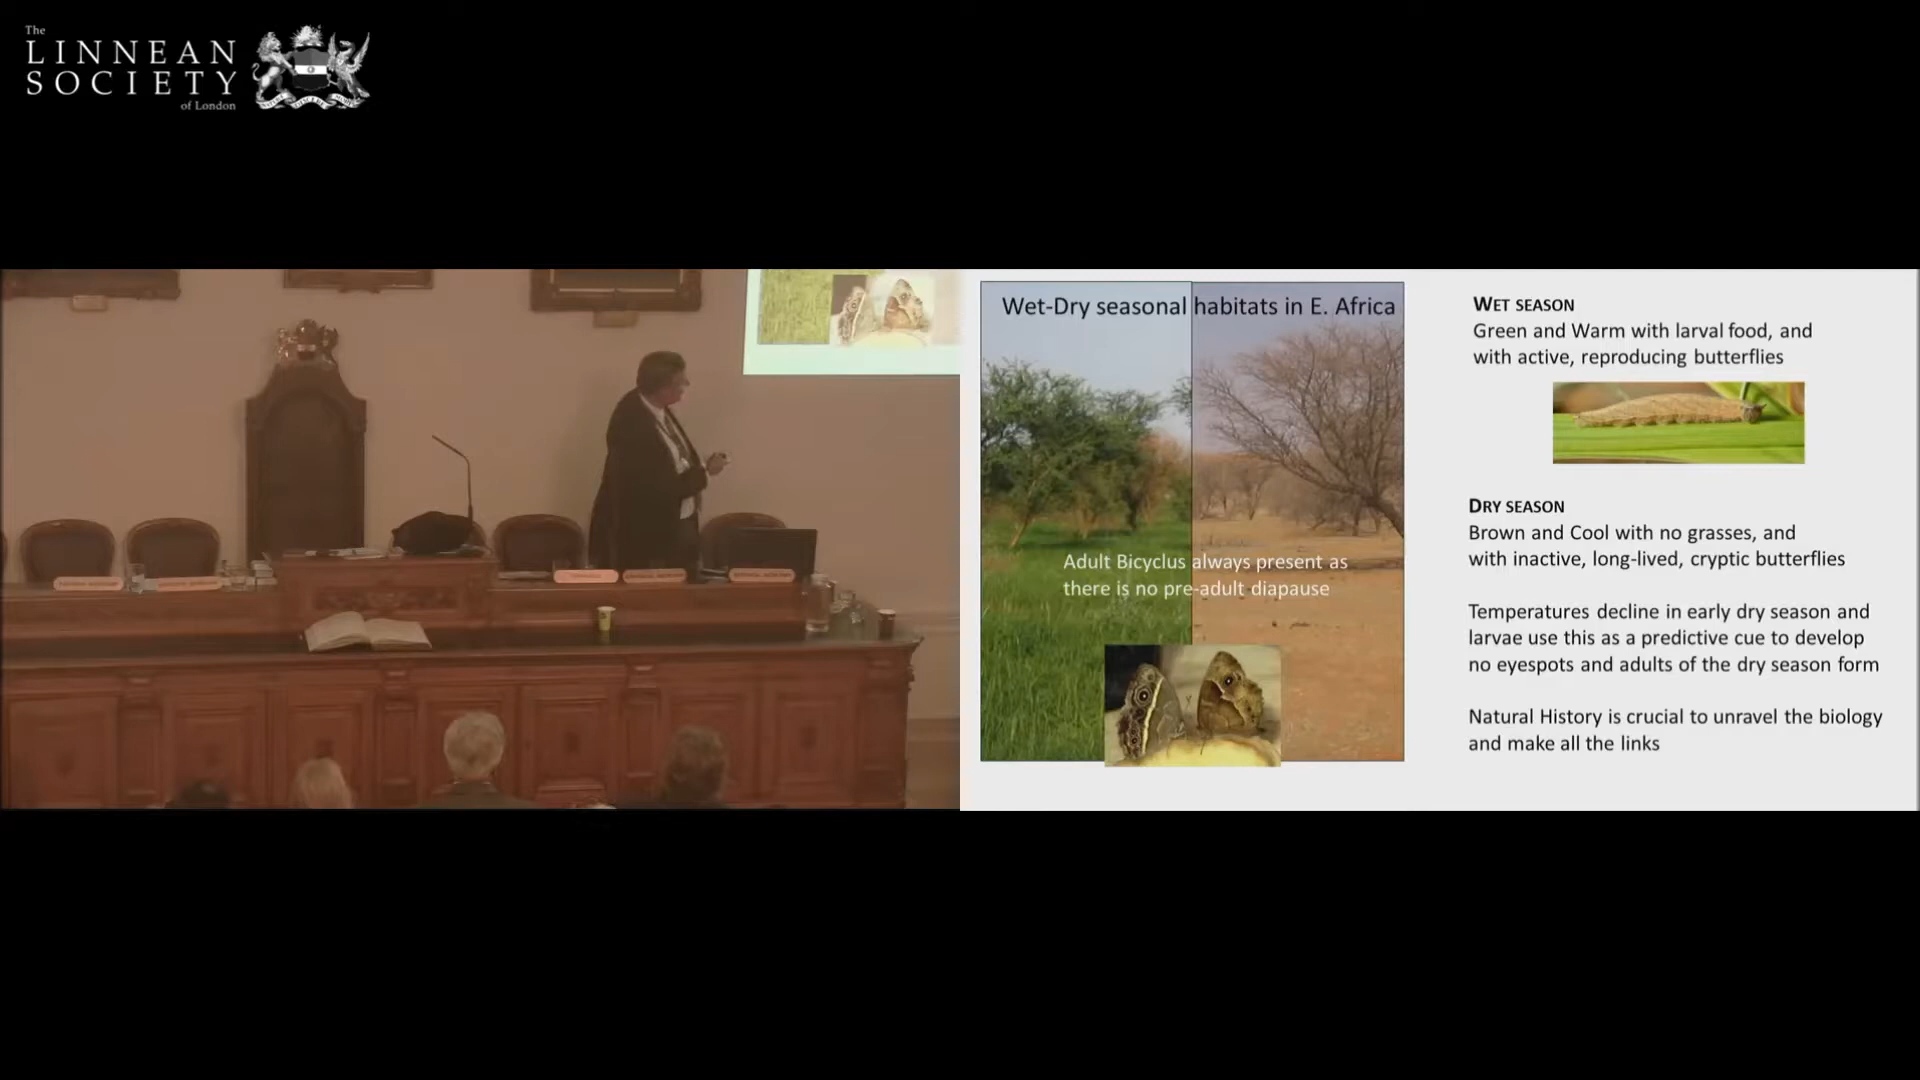 The
LINNEAN
SOCIETY
of London
Wet-Dry seasonal habitats in E. Africa
Adult Bicyclus always present as
there is no pre-adult diapause
WET SEASON
Green and Warm with larval food, and
with active, reproducing butterflies
DRY SEASON
Brown and Cool with no grasses, and
with inactive, long-lived, cryptic butterflies
Temperatures decline in early dry season and
larvae use this as a predictive cue to develop
no eyespots and adults of the dry season form
Natural History is crucial to unravel the biology
and make all the links